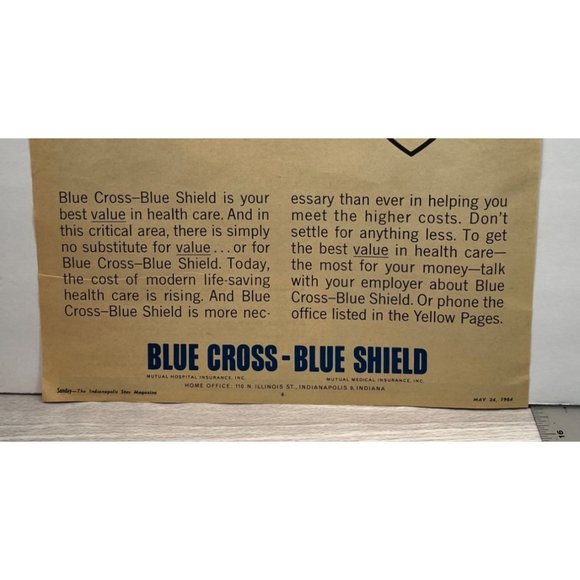 Blue Cross–Blue Shield is your
best value in health care. And in
this critical area, there is simply
no substitute for value...or for
Blue Cross–Blue Shield. Today,
the cost of modern life-saving
health care is rising. And Blue
Cross–Blue Shield is more nec-
essary than ever in helping you
meet the higher costs. Don't
settle for anything less. To get
the best value in health care—
the most for your money—talk
with your employer about Blue
Cross–Blue Shield. Or phone the
office listed in the Yellow Pages.
BLUE CROSS - BLUE SHIELD
MUTUAL HOSPITAL INSURANCE, INC. MUTUAL MEDICAL INSURANCE, INC.
HOME OFFICE: 110 N. ILLINOIS ST., INDIANAPOLIS 9, INDIANA
Sunday—The Indianapolis Star Magazine 6 MAY 24, 1964
16